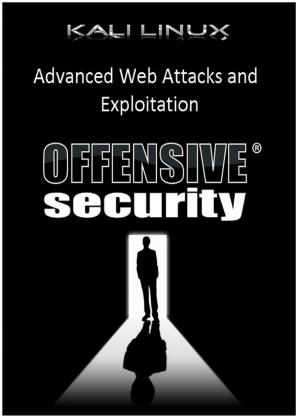 KALI LINUX
Advanced Web Attacks and
Exploitation
OFFENSIVE®
security